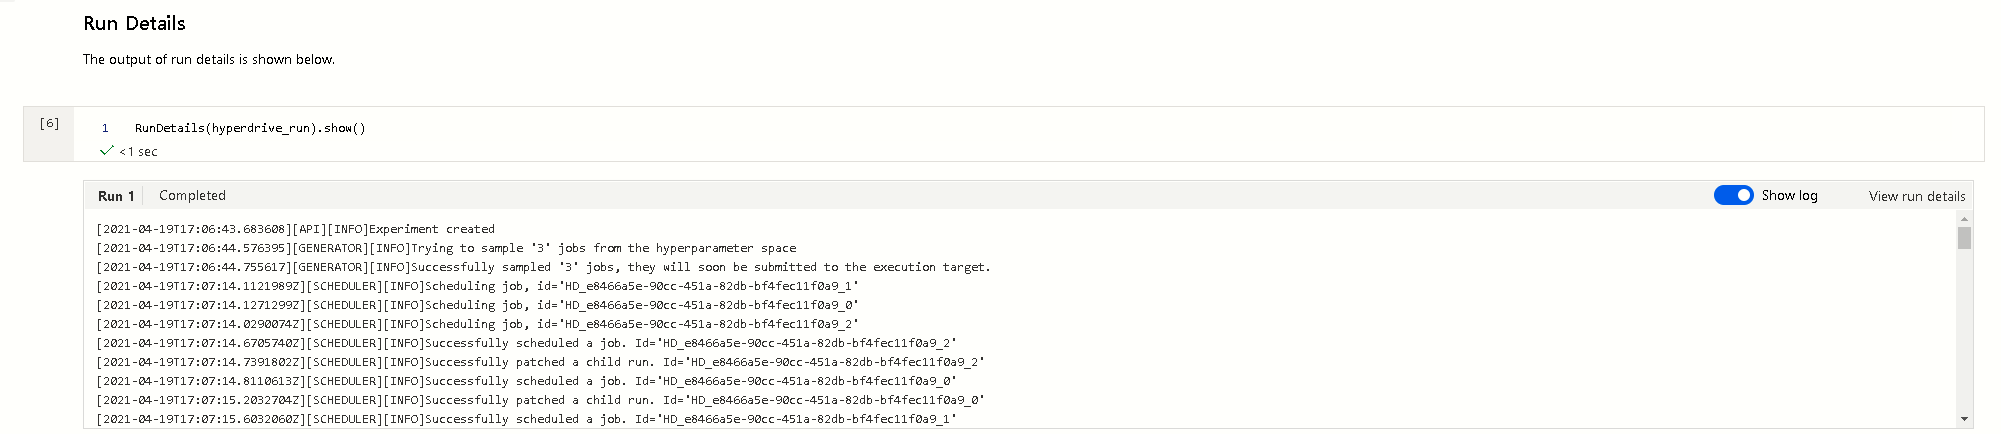 Run Details
The output of run details is shown below.
[6]
1 RunDetails(hyperdrive_run).show()
<1 sec
Run 1 Completed Show log View run details
[2021-04-19T17:06:43.683608][API][INFO]Experiment created
[2021-04-19T17:06:44.576395][GENERATOR][INFO]Trying to sample '3' jobs from the hyperparameter space
[2021-04-19T17:06:44.755617][GENERATOR][INFO]Successfully sampled '3' jobs, they will soon be submitted to the execution target.
[2021-04-19T17:07:14.1121989Z][SCHEDULER][INFO]Scheduling job, id='HD_e8466a5e-90cc-451a-82db-bf4fec11f0a9_1'
[2021-04-19T17:07:14.1271299Z][SCHEDULER][INFO]Scheduling job, id='HD_e8466a5e-90cc-451a-82db-bf4fec11f0a9_0'
[2021-04-19T17:07:14.0290074Z][SCHEDULER][INFO]Scheduling job, id='HD_e8466a5e-90cc-451a-82db-bf4fec11f0a9_2'
[2021-04-19T17:07:14.6705740Z][SCHEDULER][INFO]Successfully scheduled a job. Id='HD_e8466a5e-90cc-451a-82db-bf4fec11f0a9_2'
[2021-04-19T17:07:14.7391802Z][SCHEDULER][INFO]Successfully patched a child run. Id='HD_e8466a5e-90cc-451a-82db-bf4fec11f0a9_2'
[2021-04-19T17:07:14.8110613Z][SCHEDULER][INFO]Successfully scheduled a job. Id='HD_e8466a5e-90cc-451a-82db-bf4fec11f0a9_0'
[2021-04-19T17:07:15.2032704Z][SCHEDULER][INFO]Successfully patched a child run. Id='HD_e8466a5e-90cc-451a-82db-bf4fec11f0a9_0'
[2021-04-19T17:07:15.6032060Z][SCHEDULER][INFO]Successfully scheduled a job. Id='HD_e8466a5e-90cc-451a-82db-bf4fec11f0a9_1'